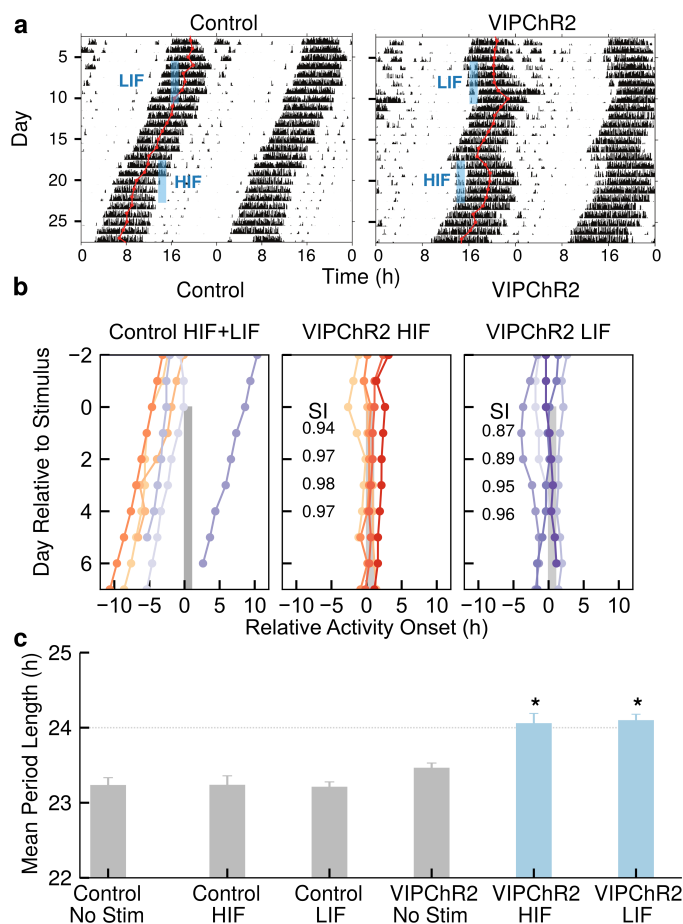 a
Control
VIPChR2
LIF
HIF
LIF
HIF
Day
5
10
15
20
25
5
10
15
20
25
0 8 16 0 8 16 0
0 8 16 0 8 16 0
Time (h)
b
Control
VIPChR2
Control HIF+LIF
VIPChR2 HIF
VIPChR2 LIF
Day Relative to Stimulus
−2
0
2
4
6
SI
0.94
0.97
0.98
0.97
SI
0.87
0.89
0.95
0.96
−10 −5 0 5 10
−10 −5 0 5 10
−10 −5 0 5 10
Relative Activity Onset (h)
c
Mean Period Length (h)
25
24
23
22
* *
Control
No Stim
Control
HIF
Control
LIF
VIPChR2
No Stim
VIPChR2
HIF
VIPChR2
LIF